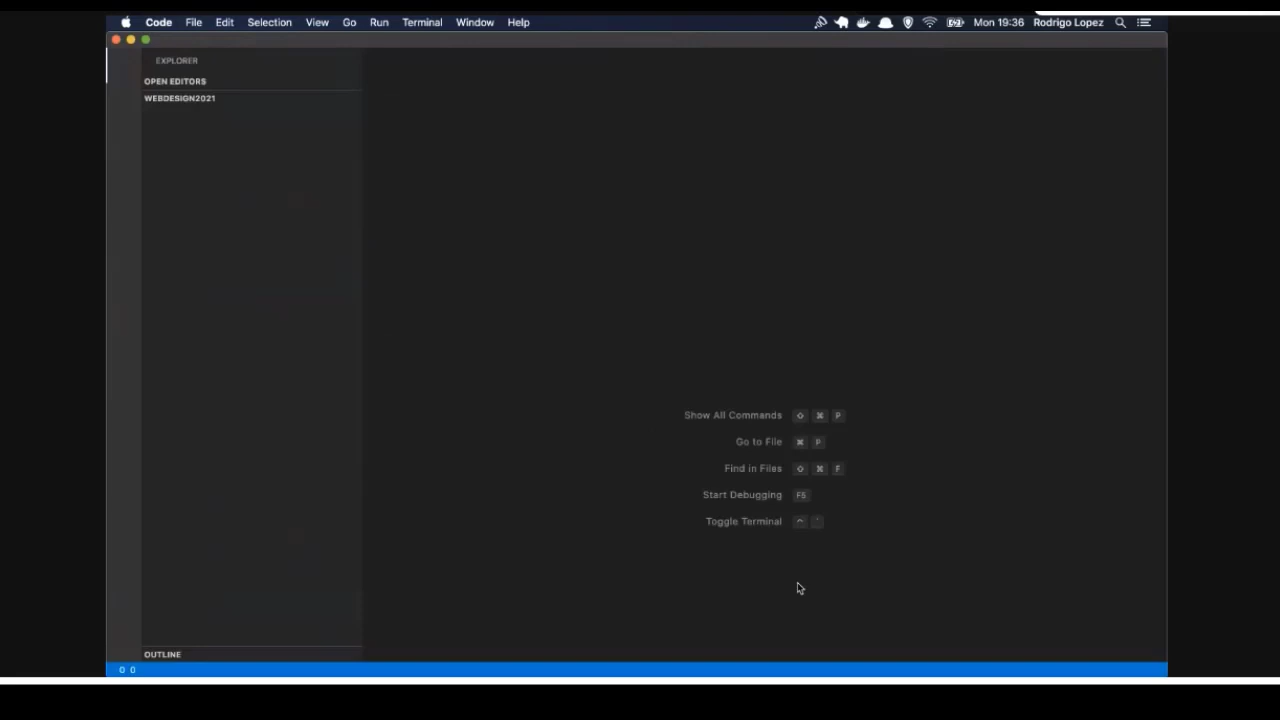 Code File Edit Selection View Go Run Terminal Window Help Mon 19:36 Rodrigo Lopez
EXPLORER
OPEN EDITORS
WEBDESIGN2021
Show All Commands ⇧ ⌘ P
Go to File ⌘ P
Find in Files ⇧ ⌘ F
Start Debugging F5
Toggle Terminal ^ `
OUTLINE
0 0